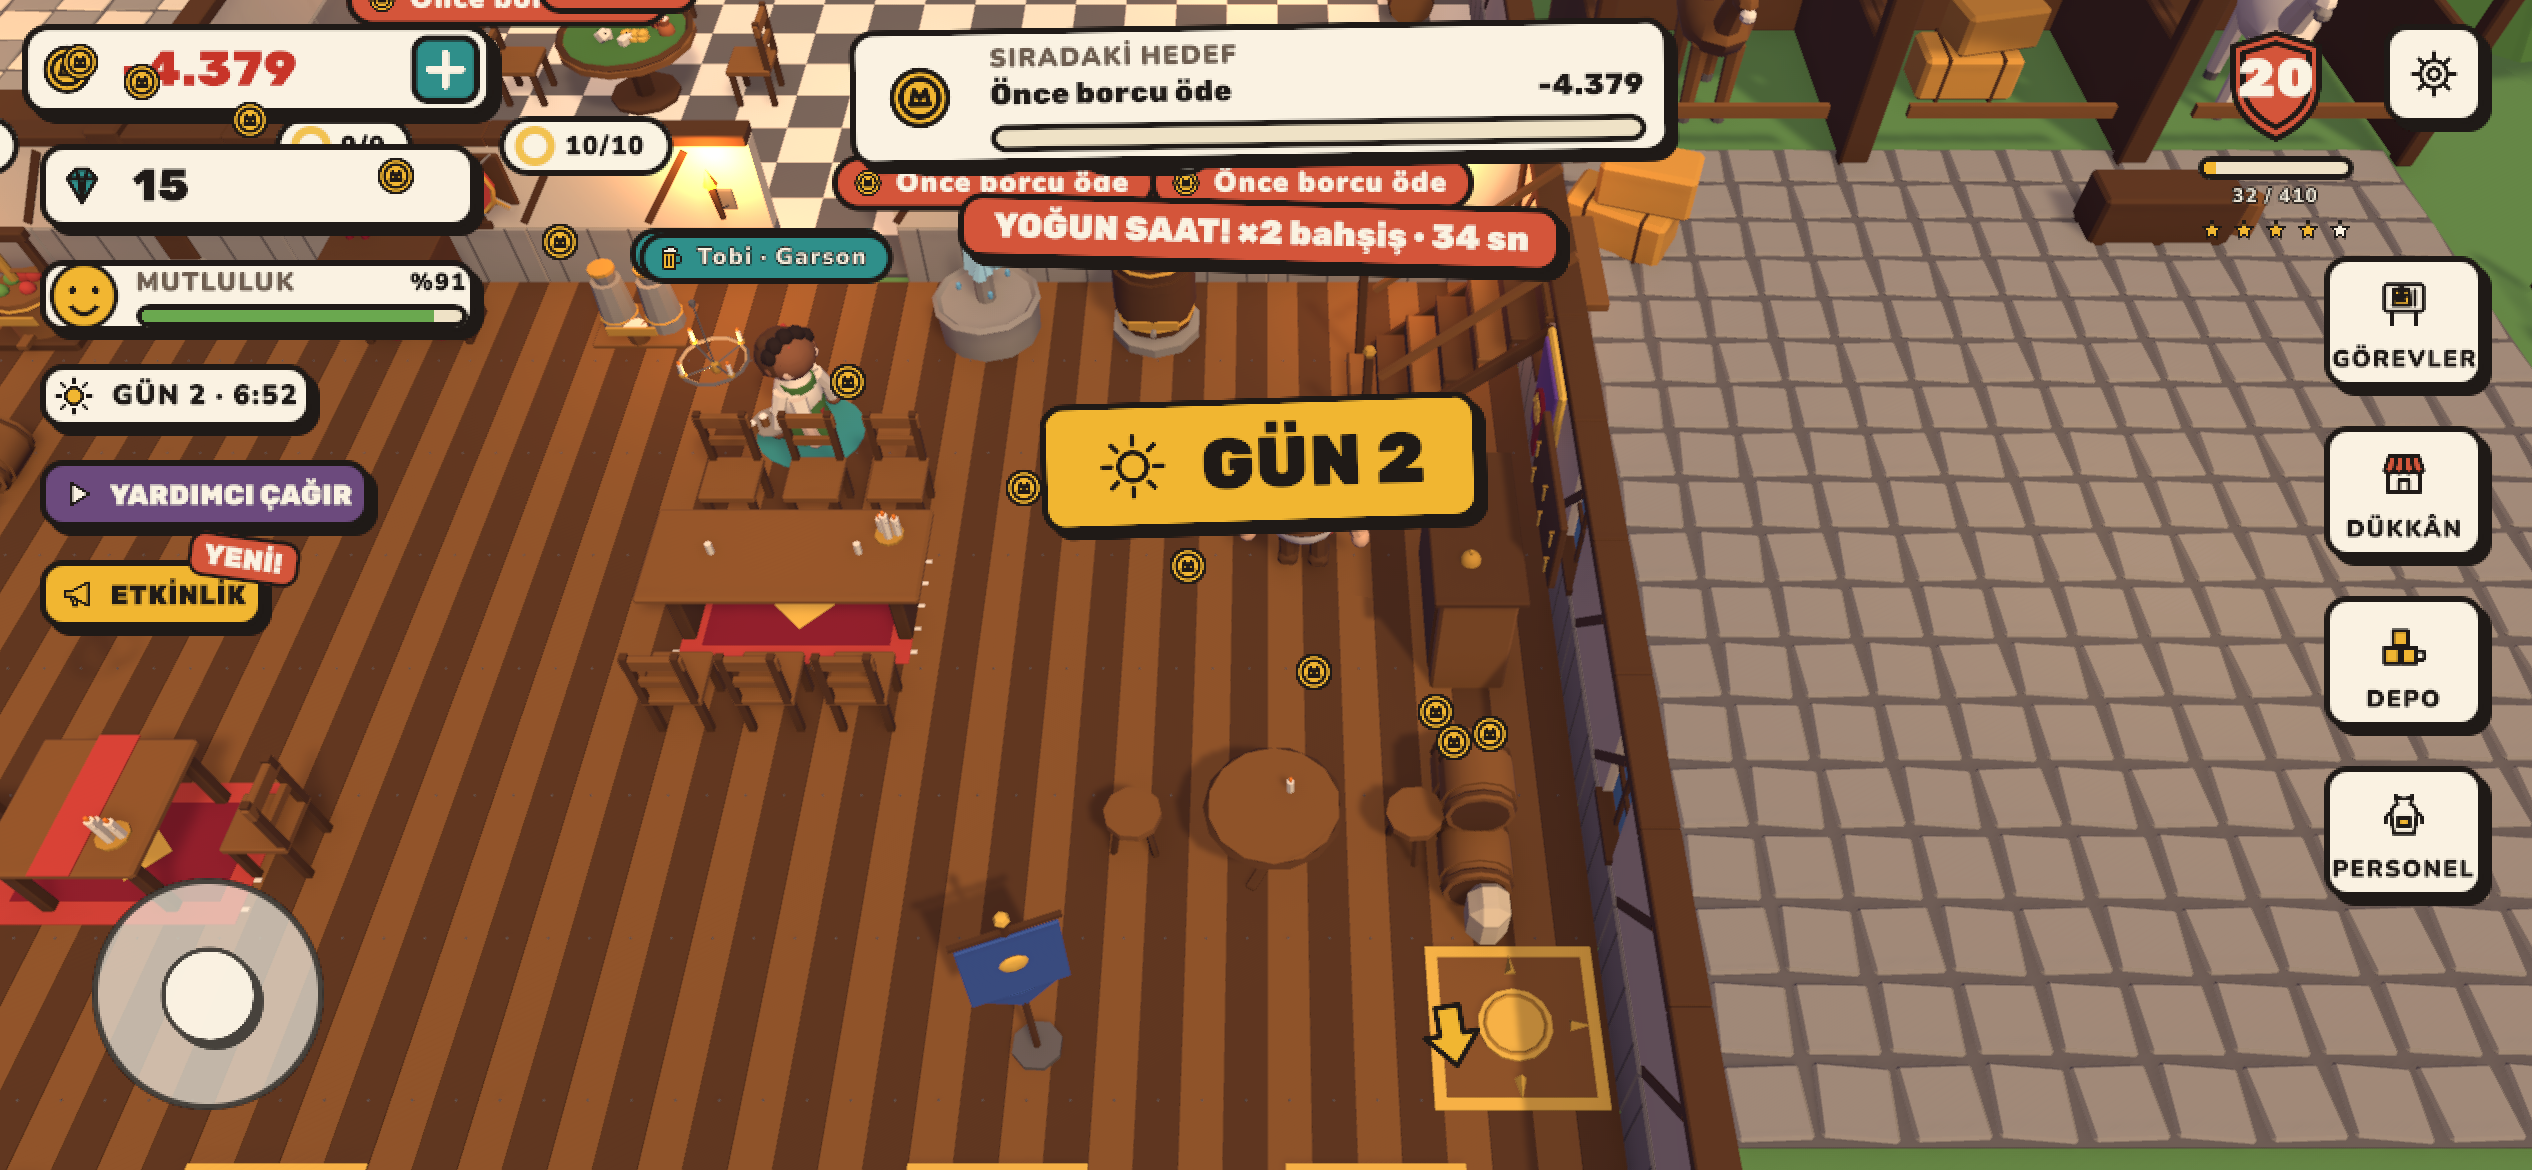 Önce bor
-4.379
SIRADAKİ HEDEF
Önce borcu öde
-4.379
20
32 / 410
10/10
15
Önce borcu öde
Önce borcu öde
YOĞUN SAAT! ×2 bahşiş · 34 sn
Tobi · Garson
MUTLULUK
%91
GÜN 2 · 6:52
GÜN 2
YARDIMCI ÇAĞIR
YENİ!
ETKİNLİK
GÖREVLER
DÜKKÂN
DEPO
PERSONEL